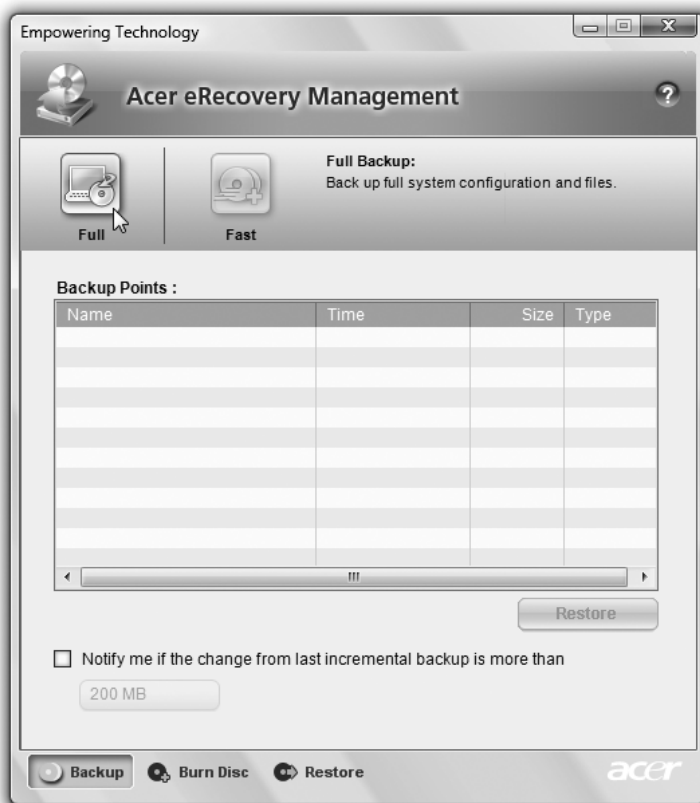 Empowering Technology
Acer eRecovery Management
?
Full Backup:
Back up full system configuration and files.
Full
Fast
Backup Points :
Name Time Size Type
Restore
Notify me if the change from last incremental backup is more than
200 MB
Backup Burn Disc Restore
acer